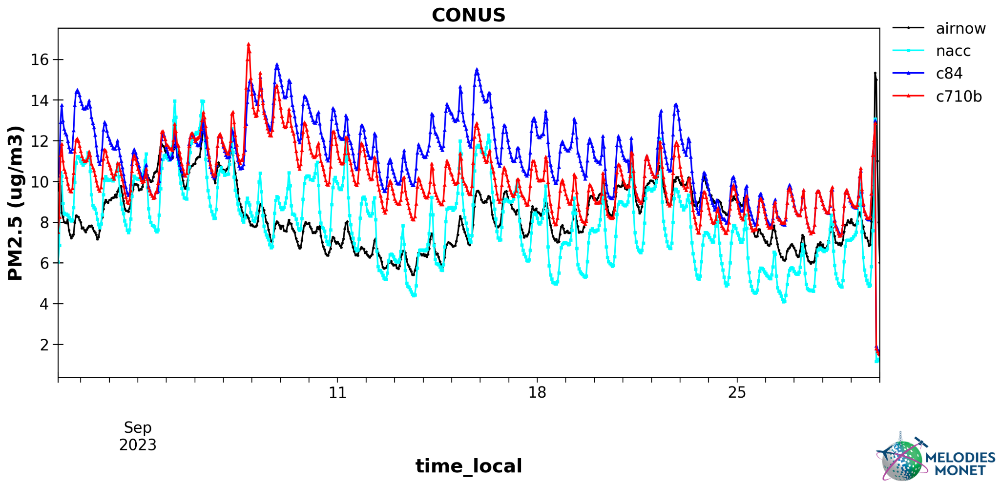 CONUS
airnow
nacc
c84
c710b
PM2.5 (ug/m3)
16
14
12
10
8
6
4
2
11
18
25
Sep
2023
time_local
MELODIES
MONET